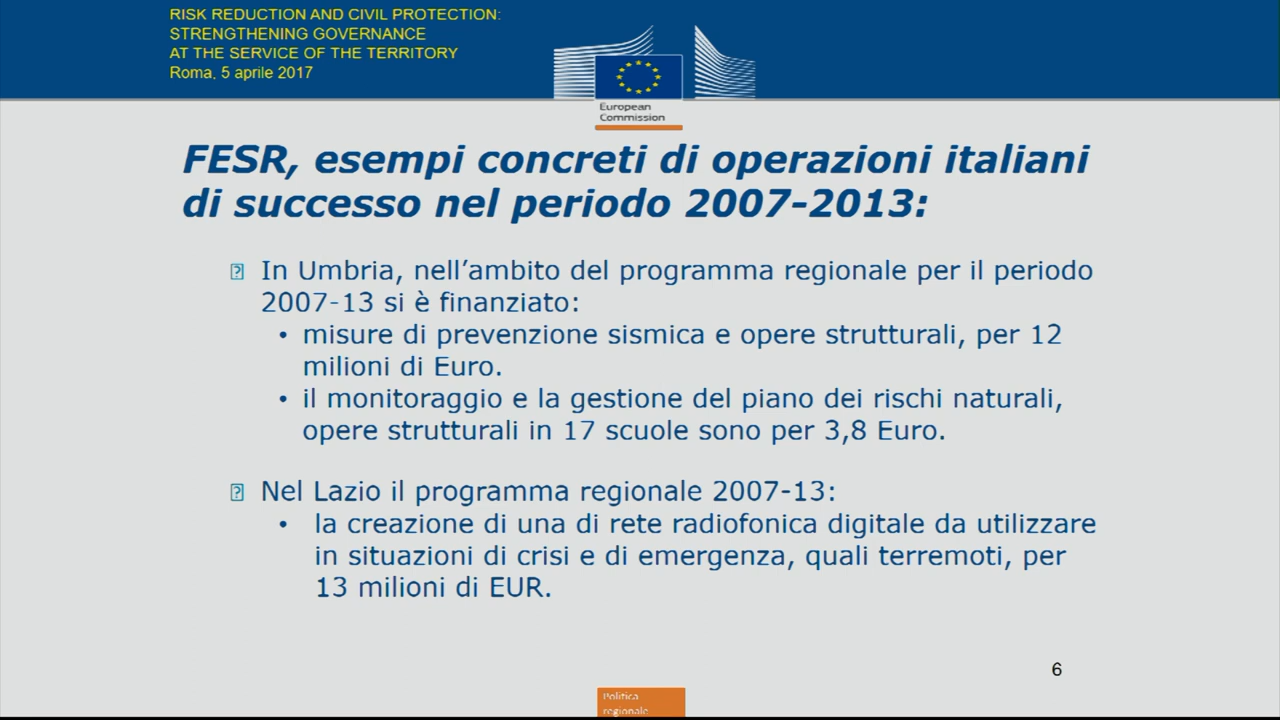 RISK REDUCTION AND CIVIL PROTECTION:
STRENGTHENING GOVERNANCE
AT THE SERVICE OF THE TERRITORY
Roma, 5 aprile 2017
European
Commission
FESR, esempi concreti di operazioni italiani
di successo nel periodo 2007-2013:
In Umbria, nell’ambito del programma regionale per il periodo
2007-13 si è finanziato:
• misure di prevenzione sismica e opere strutturali, per 12
milioni di Euro.
• il monitoraggio e la gestione del piano dei rischi naturali,
opere strutturali in 17 scuole sono per 3,8 Euro.
Nel Lazio il programma regionale 2007-13:
• la creazione di una di rete radiofonica digitale da utilizzare
in situazioni di crisi e di emergenza, quali terremoti, per
13 milioni di EUR.
6
Politica
regionale